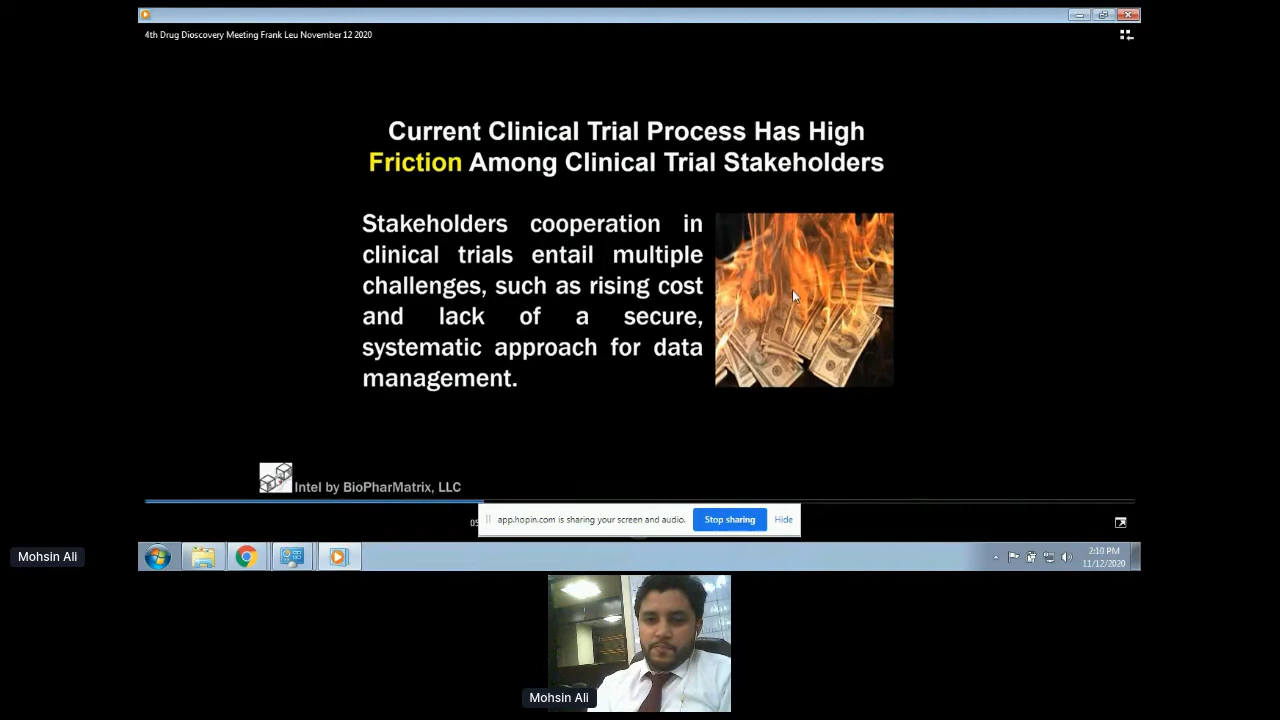 4th Drug Dioscovery Meeting Frank Leu November 12 2020
Current Clinical Trial Process Has High
Friction Among Clinical Trial Stakeholders
Stakeholders cooperation in
clinical trials entail multiple
challenges, such as rising cost
and lack of a secure,
systematic approach for data
management.
Intel by BioPharMatrix, LLC
app.hopin.com is sharing your screen and audio.
Stop sharing
Hide
2:10 PM
11/12/2020
Mohsin Ali
Mohsin Ali